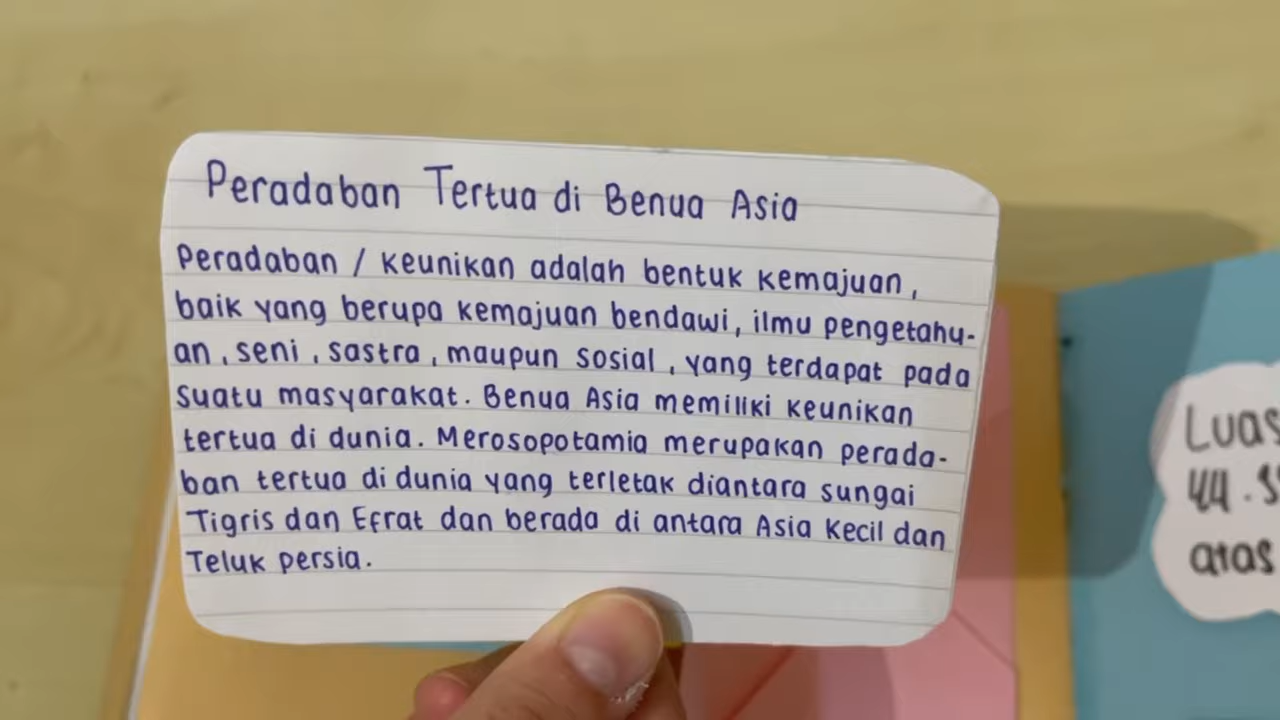 Peradaban Tertua di Benua Asia
Peradaban / keunikan adalah bentuk kemajuan,
baik yang berupa kemajuan bendawi, ilmu pengetahu-
an, seni, sastra, maupun sosial, yang terdapat pada
suatu masyarakat. Benua Asia memiliki keunikan
tertua di dunia. Merosopotamia merupakan perada-
ban tertua di dunia yang terletak diantara sungai
Tigris dan Efrat dan berada di antara Asia kecil dan
Teluk persia.
Luas
44.
atas